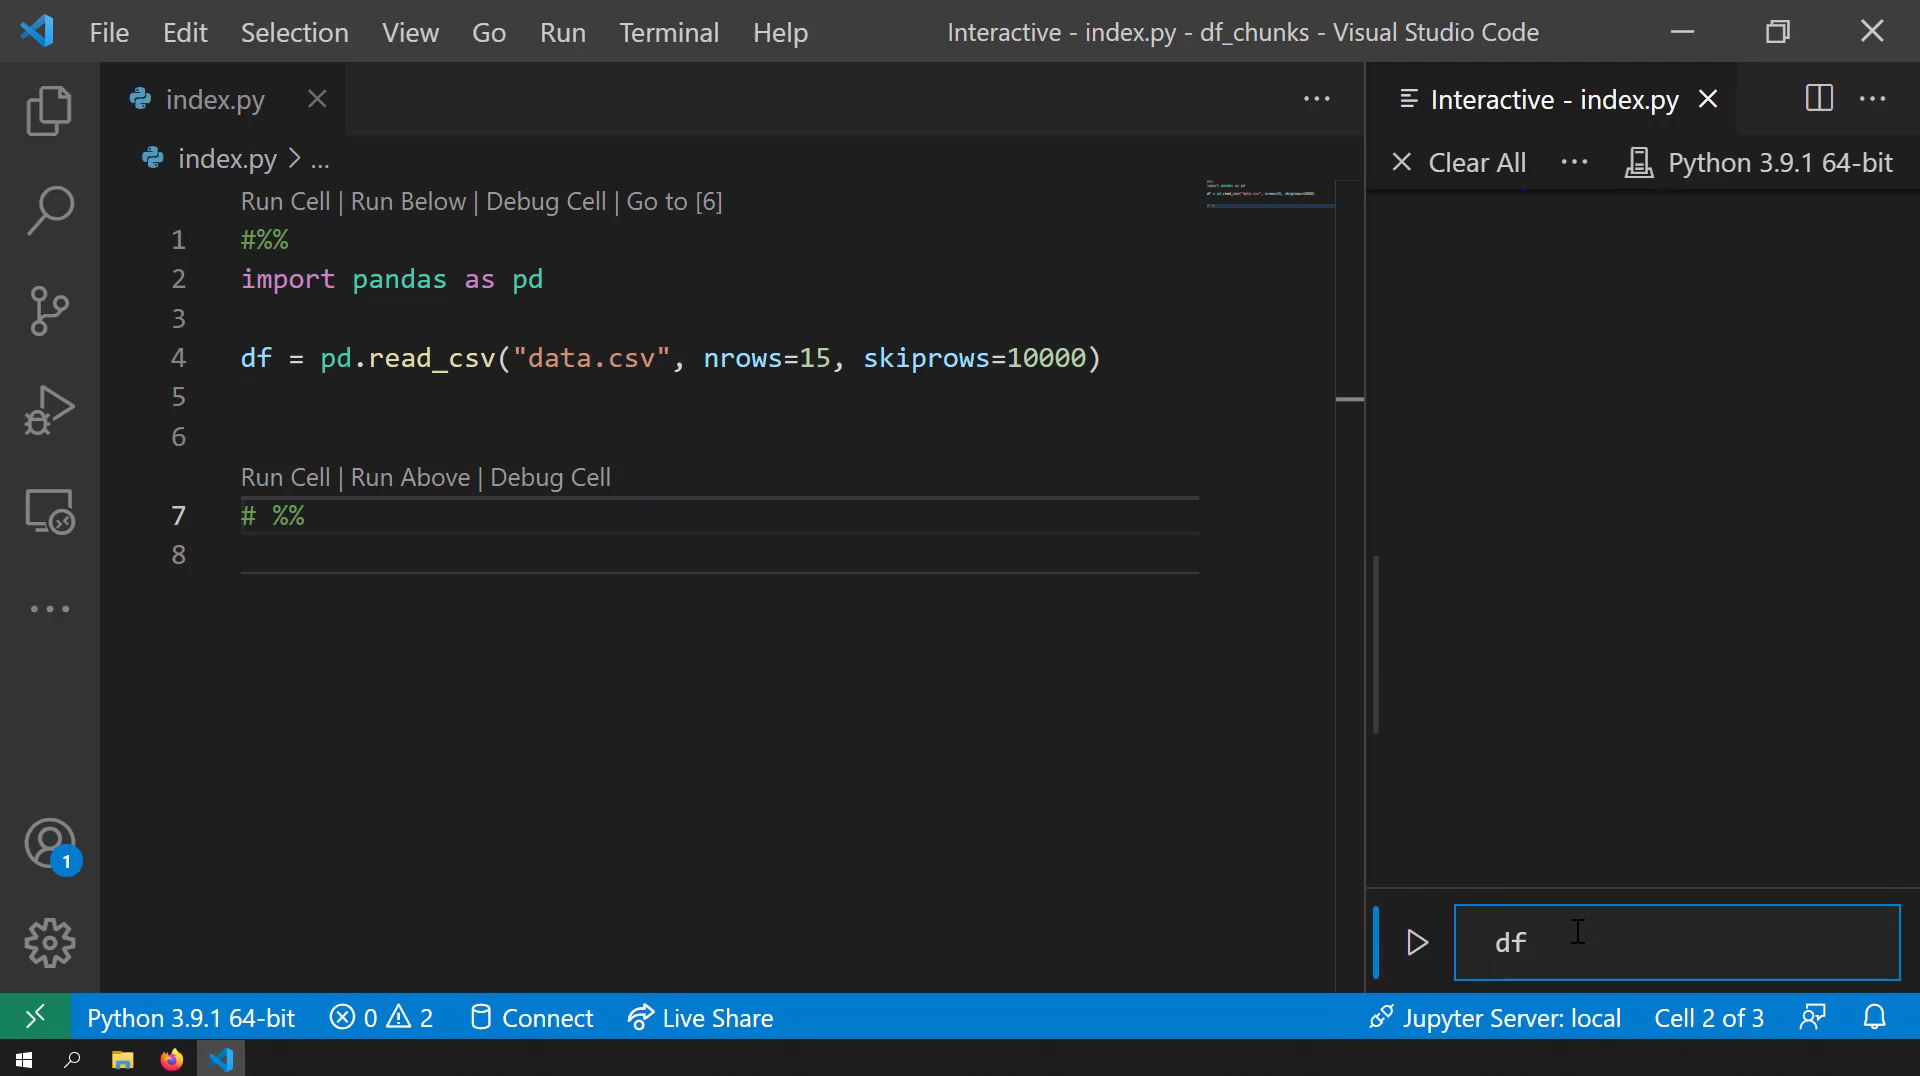 File Edit Selection View Go Run Terminal Help
Interactive - index.py - df_chunks - Visual Studio Code
index.py
Interactive - index.py
index.py > ...
Clear All ... Python 3.9.1 64-bit
Run Cell | Run Below | Debug Cell | Go to [6]
1 #%%
2 import pandas as pd
3
4 df = pd.read_csv("data.csv", nrows=15, skiprows=10000)
5
6
Run Cell | Run Above | Debug Cell
7 # %%
8
1
df
Python 3.9.1 64-bit 0 2 Connect Live Share
Jupyter Server: local Cell 2 of 3